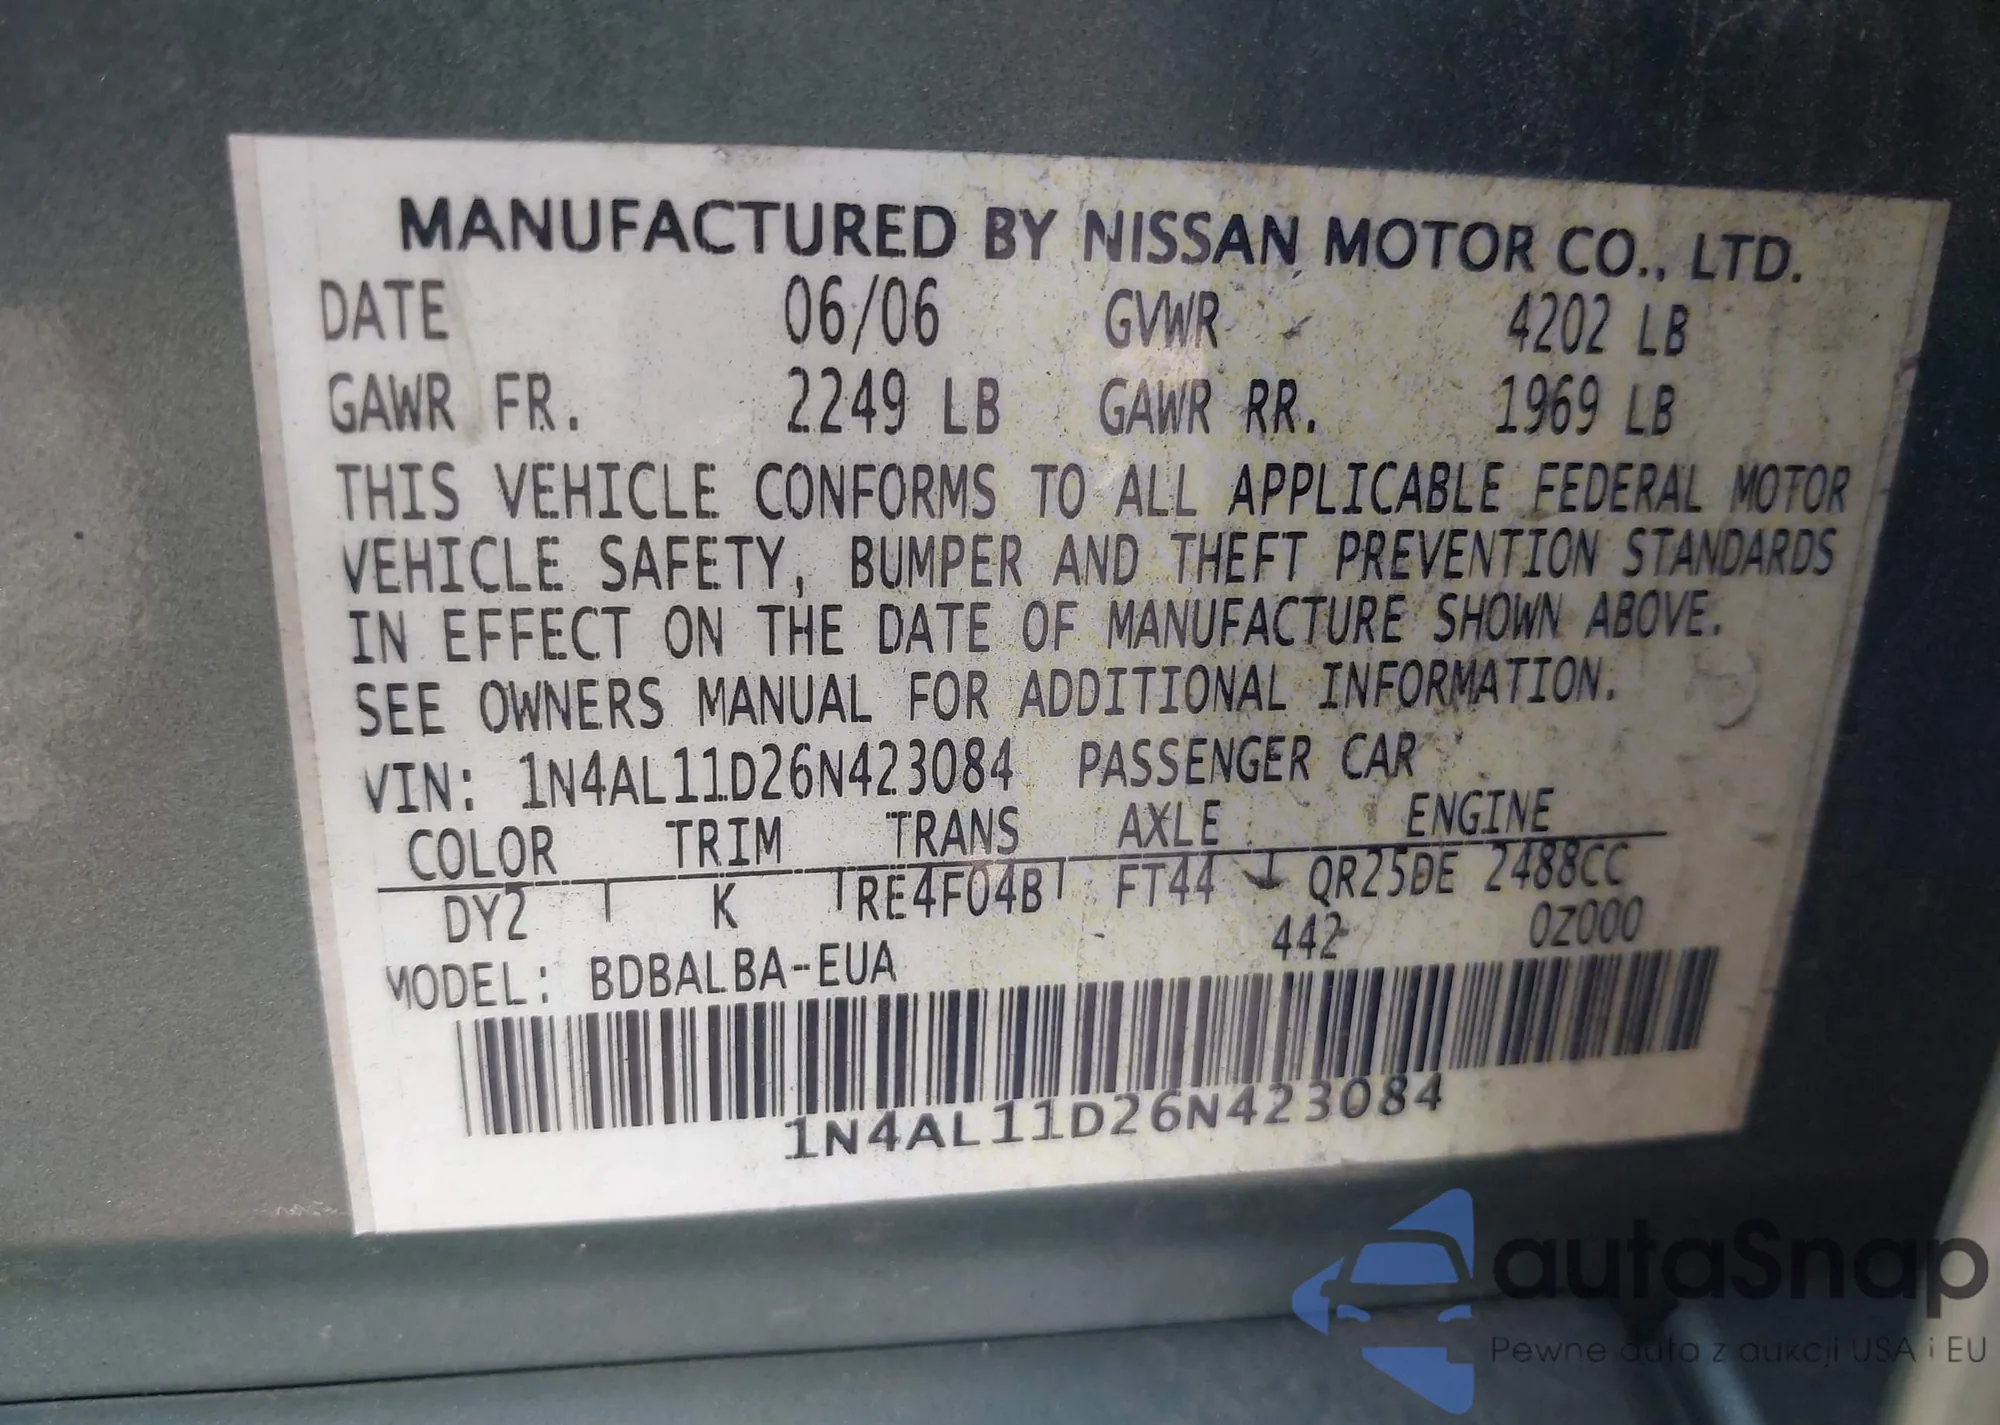 MANUFACTURED BY NISSAN MOTOR CO., LTD.
DATE 06/06 GVWR 4202 LB
GAWR FR. 2249 LB GAWR RR. 1969 LB
THIS VEHICLE CONFORMS TO ALL APPLICABLE FEDERAL MOTOR
VEHICLE SAFETY, BUMPER AND THEFT PREVENTION STANDARDS
IN EFFECT ON THE DATE OF MANUFACTURE SHOWN ABOVE.
SEE OWNERS MANUAL FOR ADDITIONAL INFORMATION.
VIN: 1N4AL11D26N423084 PASSENGER CAR
COLOR TRIM TRANS AXLE ENGINE
DY2 K RE4F04B FT44 QR25DE 2488CC
442 0Z000
MODEL: BDBALBA-EUA
1N4AL11D26N423084
autaSnap
Pewne auta z aukcji USA i EU